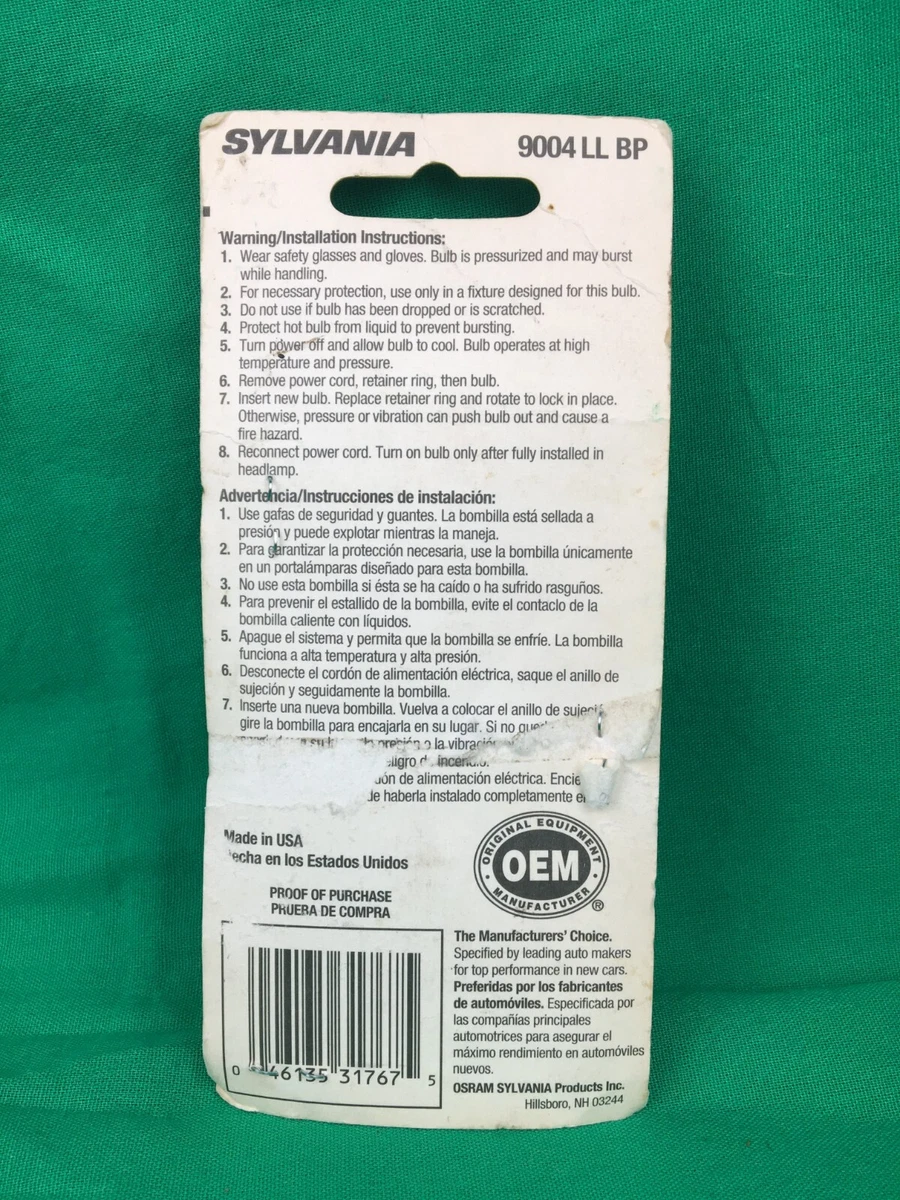 SYLVANIA 9004 LL BP
Warning/Installation Instructions:
1. Wear safety glasses and gloves. Bulb is pressurized and may burst
while handling.
2. For necessary protection, use only in a fixture designed for this bulb.
3. Do not use if bulb has been dropped or is scratched.
4. Protect hot bulb from liquid to prevent bursting.
5. Turn power off and allow bulb to cool. Bulb operates at high
temperature and pressure.
6. Remove power cord, retainer ring, then bulb.
7. Insert new bulb. Replace retainer ring and rotate to lock in place.
Otherwise, pressure or vibration can push bulb out and cause a
fire hazard.
8. Reconnect power cord. Turn on bulb only after fully installed in
headlamp.
Advertencia/Instrucciones de instalación:
1. Use gafas de seguridad y guantes. La bombilla está sellada a
presión y puede explotar mientras la maneja.
2. Para garantizar la protección necesaria, use la bombilla únicamente
en un portalámparas diseñado para esta bombilla.
3. No use esta bombilla si ésta se ha caído o ha sufrido rasguños.
4. Para prevenir el estallido de la bombilla, evite el contaclo de la
bombilla caliente con líquidos.
5. Apague el sistema y permita que la bombilla se enfríe. La bombilla
funciona a alta temperatura y alta presión.
6. Desconecte el cordón de alimentación eléctrica, saque el anillo de
sujeción y seguidamente la bombilla.
7. Inserte una nueva bombilla. Vuelva a colocar el anillo de
gire la bombilla para encajarla en su lugar. Si no
su presión o la
incendio.
de alimentación eléctrica.
de haberla instalado completamente
ORIGINAL EQUIPMENT
OEM
MANUFACTURER ®
Made in USA
echa en los Estados Unidos
PROOF OF PURCHASE
PRUEBA DE COMPRA
0 46135 31767 5
The Manufacturers' Choice.
Specified by leading auto makers
for top performance in new cars.
Preferidas por los fabricantes
de automóviles. Especificada por
las compañías principales
automotrices para asegurar el
máximo rendimiento en automóviles
nuevos.
OSRAM SYLVANIA Products Inc.
Hillsboro, NH 03244